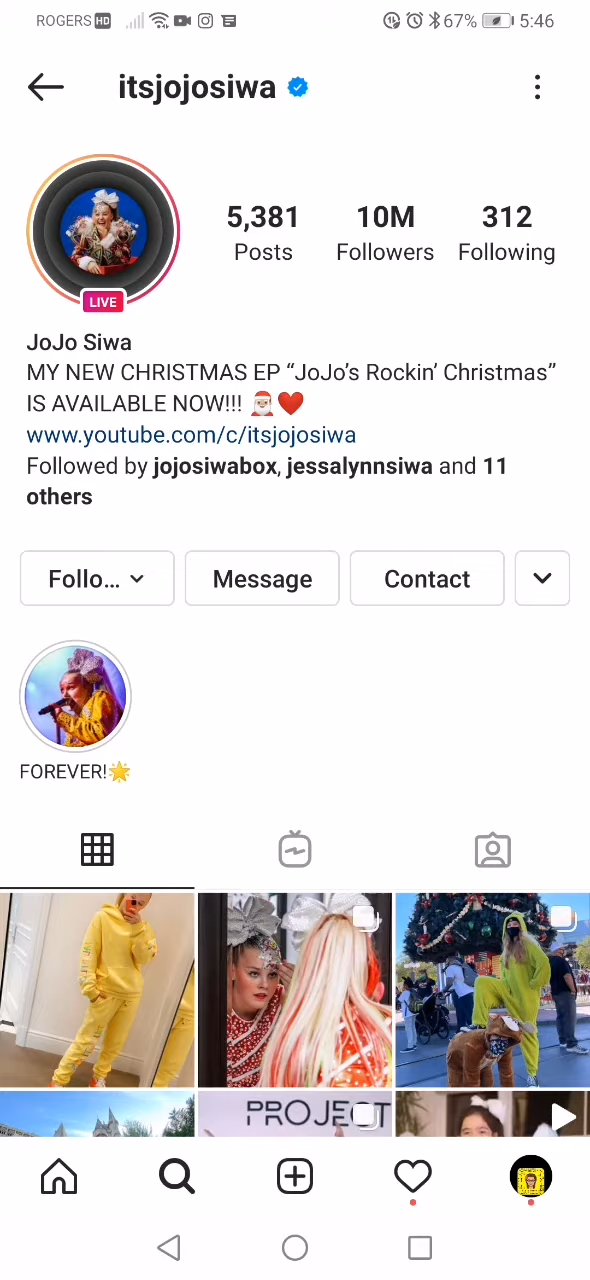 ROGERS HD 67% 5:46
itsjojosiwa
5,381 10M 312
Posts Followers Following
LIVE
JoJo Siwa
MY NEW CHRISTMAS EP “JoJo’s Rockin’ Christmas”
IS AVAILABLE NOW!!! 🎅🏼❤️
www.youtube.com/c/itsjojosiwa
Followed by jojosiwabox, jessalynnsiwa and 11
others
Follo... Message Contact
FOREVER!🌟
PROJECT